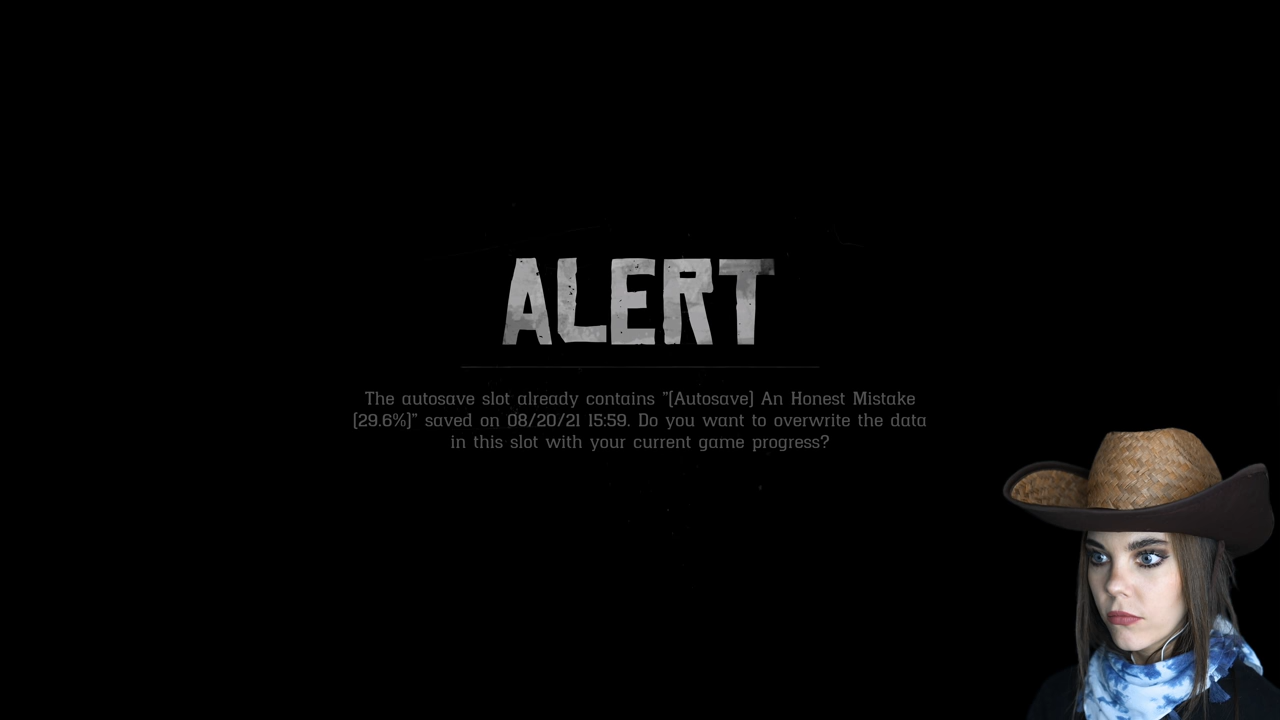 ALERT
The autosave slot already contains "(Autosave) An Honest Mistake
(29.6%)" saved on 08/20/21 15:59. Do you want to overwrite the data
in this slot with your current game progress?